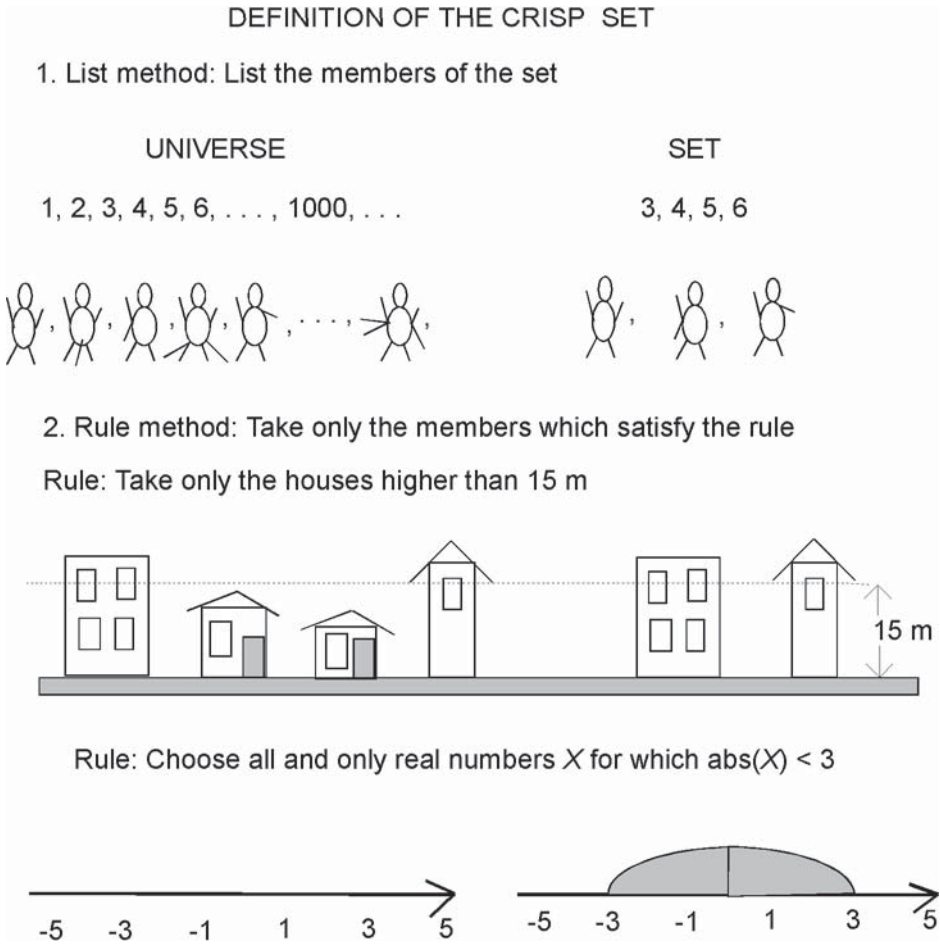 DEFINITION OF THE CRISP SET
1. List method: List the members of the set
UNIVERSE SET
1, 2, 3, 4, 5, 6, . . . , 1000, . . . 3, 4, 5, 6
, , , , , . . . , , , ,
2. Rule method: Take only the members which satisfy the rule
Rule: Take only the houses higher than 15 m
15 m
Rule: Choose all and only real numbers X for which abs(X) < 3
-5 -3 -1 1 3 5 -5 -3 -1 1 3 5